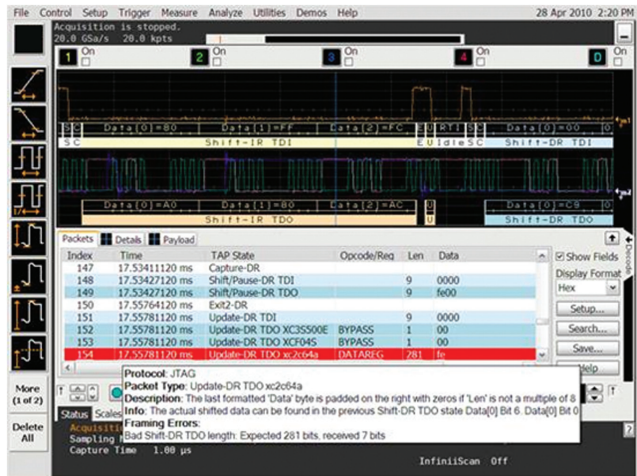 File Control Setup Trigger Measure Analyze Utilities Demos Help 28 Apr 2010 2:20 PM
Acquisition is stopped.
20.0 GSa/s 20.0 kpts
1 On 2 On 3 On 4 On D On
S C Data[0]=80 Data[1]=FF Data[2]=FC E U RTI S Data[0]=00 0
S C Shift-IR TDI E U Idle S C Shift-DR TDI
Data[0]=A0 Data[1]=80 Data[2]=AC U Data[0]=C9 0
Shift-IR TDO U Shift-DR TDO
Packets Details Payload
Index Time TAP State Opcode/Reg Len Data
147 17.53411120 ms Capture-DR
148 17.53427120 ms Shift/Pause-DR TDI 9 0000
149 17.53427120 ms Shift/Pause-DR TDO 9 fe00
150 17.55764120 ms Exit2-DR
151 17.55781120 ms Update-DR TDI 9 0000
152 17.55781120 ms Update-DR TDO XC3S500E BYPASS 1 00
153 17.55781120 ms Update-DR TDO XCF04S BYPASS 1 00
154 17.55781120 ms Update-DR TDO xc2c64a DATAREG 281 fe
Decode
Show Fields
Display Format
Hex
Setup...
Search...
Save...
Help
Protocol: JTAG
Packet Type: Update-DR TDO xc2c64a
Description: The last formatted 'Data' byte is padded on the right with zeros if 'Len' is not a multiple of 8
Info: The actual shifted data can be found in the previous Shift-DR TDO state Data[0] Bit 6. Data[0] Bit 0
Framing Errors:
Bad Shift-DR TDO length: Expected 281 bits, received 7 bits
More
(1 of 2)
Delete
All
Status Scales
Acquisiti
Sampling
Capture Time 1.00 μs
InfiniiScan Off